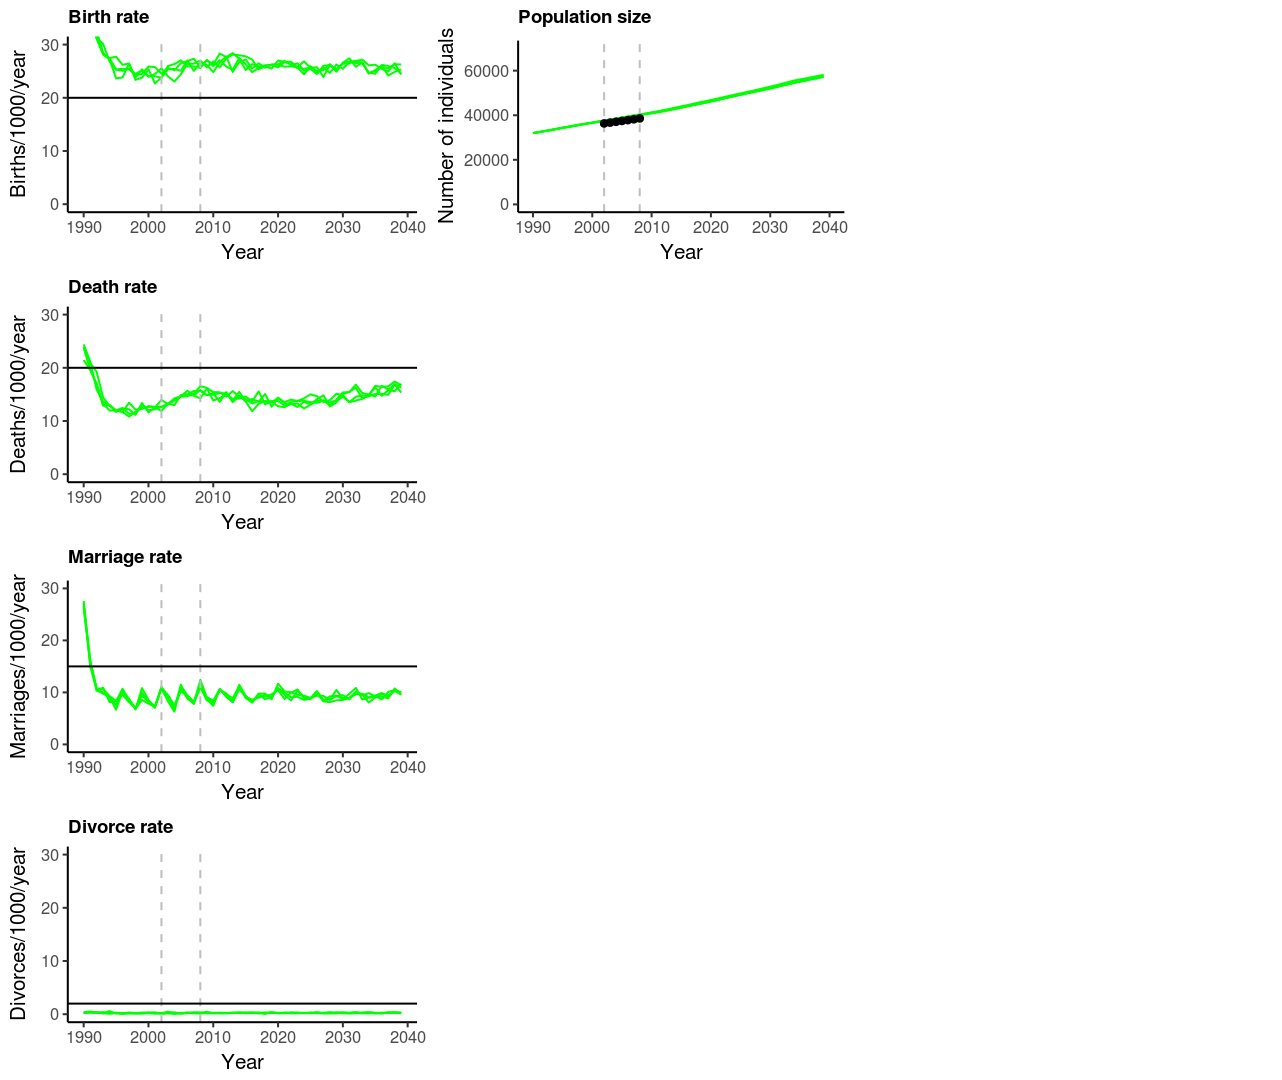 Birth rate
Births/1000/year
30
20
10
0
1990 2000 2010 2020 2030 2040
Year
Population size
Number of individuals
60000
40000
20000
0
1990 2000 2010 2020 2030 2040
Year
Death rate
Deaths/1000/year
30
20
10
0
1990 2000 2010 2020 2030 2040
Year
Marriage rate
Marriages/1000/year
30
20
10
0
1990 2000 2010 2020 2030 2040
Year
Divorce rate
Divorces/1000/year
30
20
10
0
1990 2000 2010 2020 2030 2040
Year